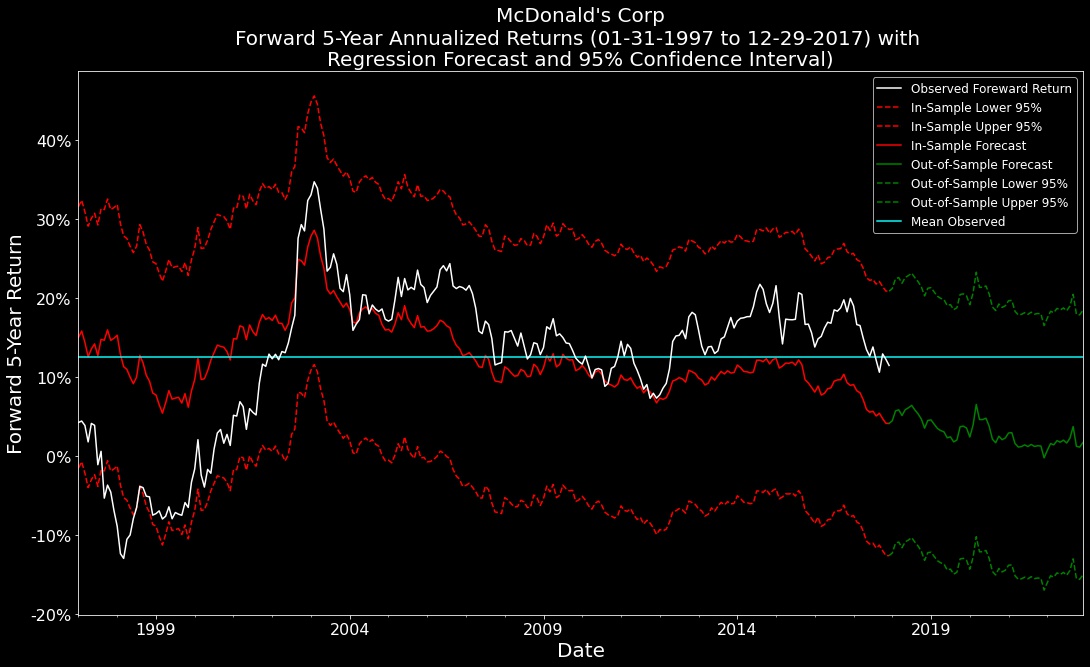 McDonald's Corp
Forward 5-Year Annualized Returns (01-31-1997 to 12-29-2017) with
Regression Forecast and 95% Confidence Interval)
Observed Foreward Return
In-Sample Lower 95%
In-Sample Upper 95%
In-Sample Forecast
Out-of-Sample Forecast
Out-of-Sample Lower 95%
Out-of-Sample Upper 95%
Mean Observed
Forward 5-Year Return
40%
30%
20%
10%
0%
-10%
-20%
1999
2004
2009
2014
2019
Date